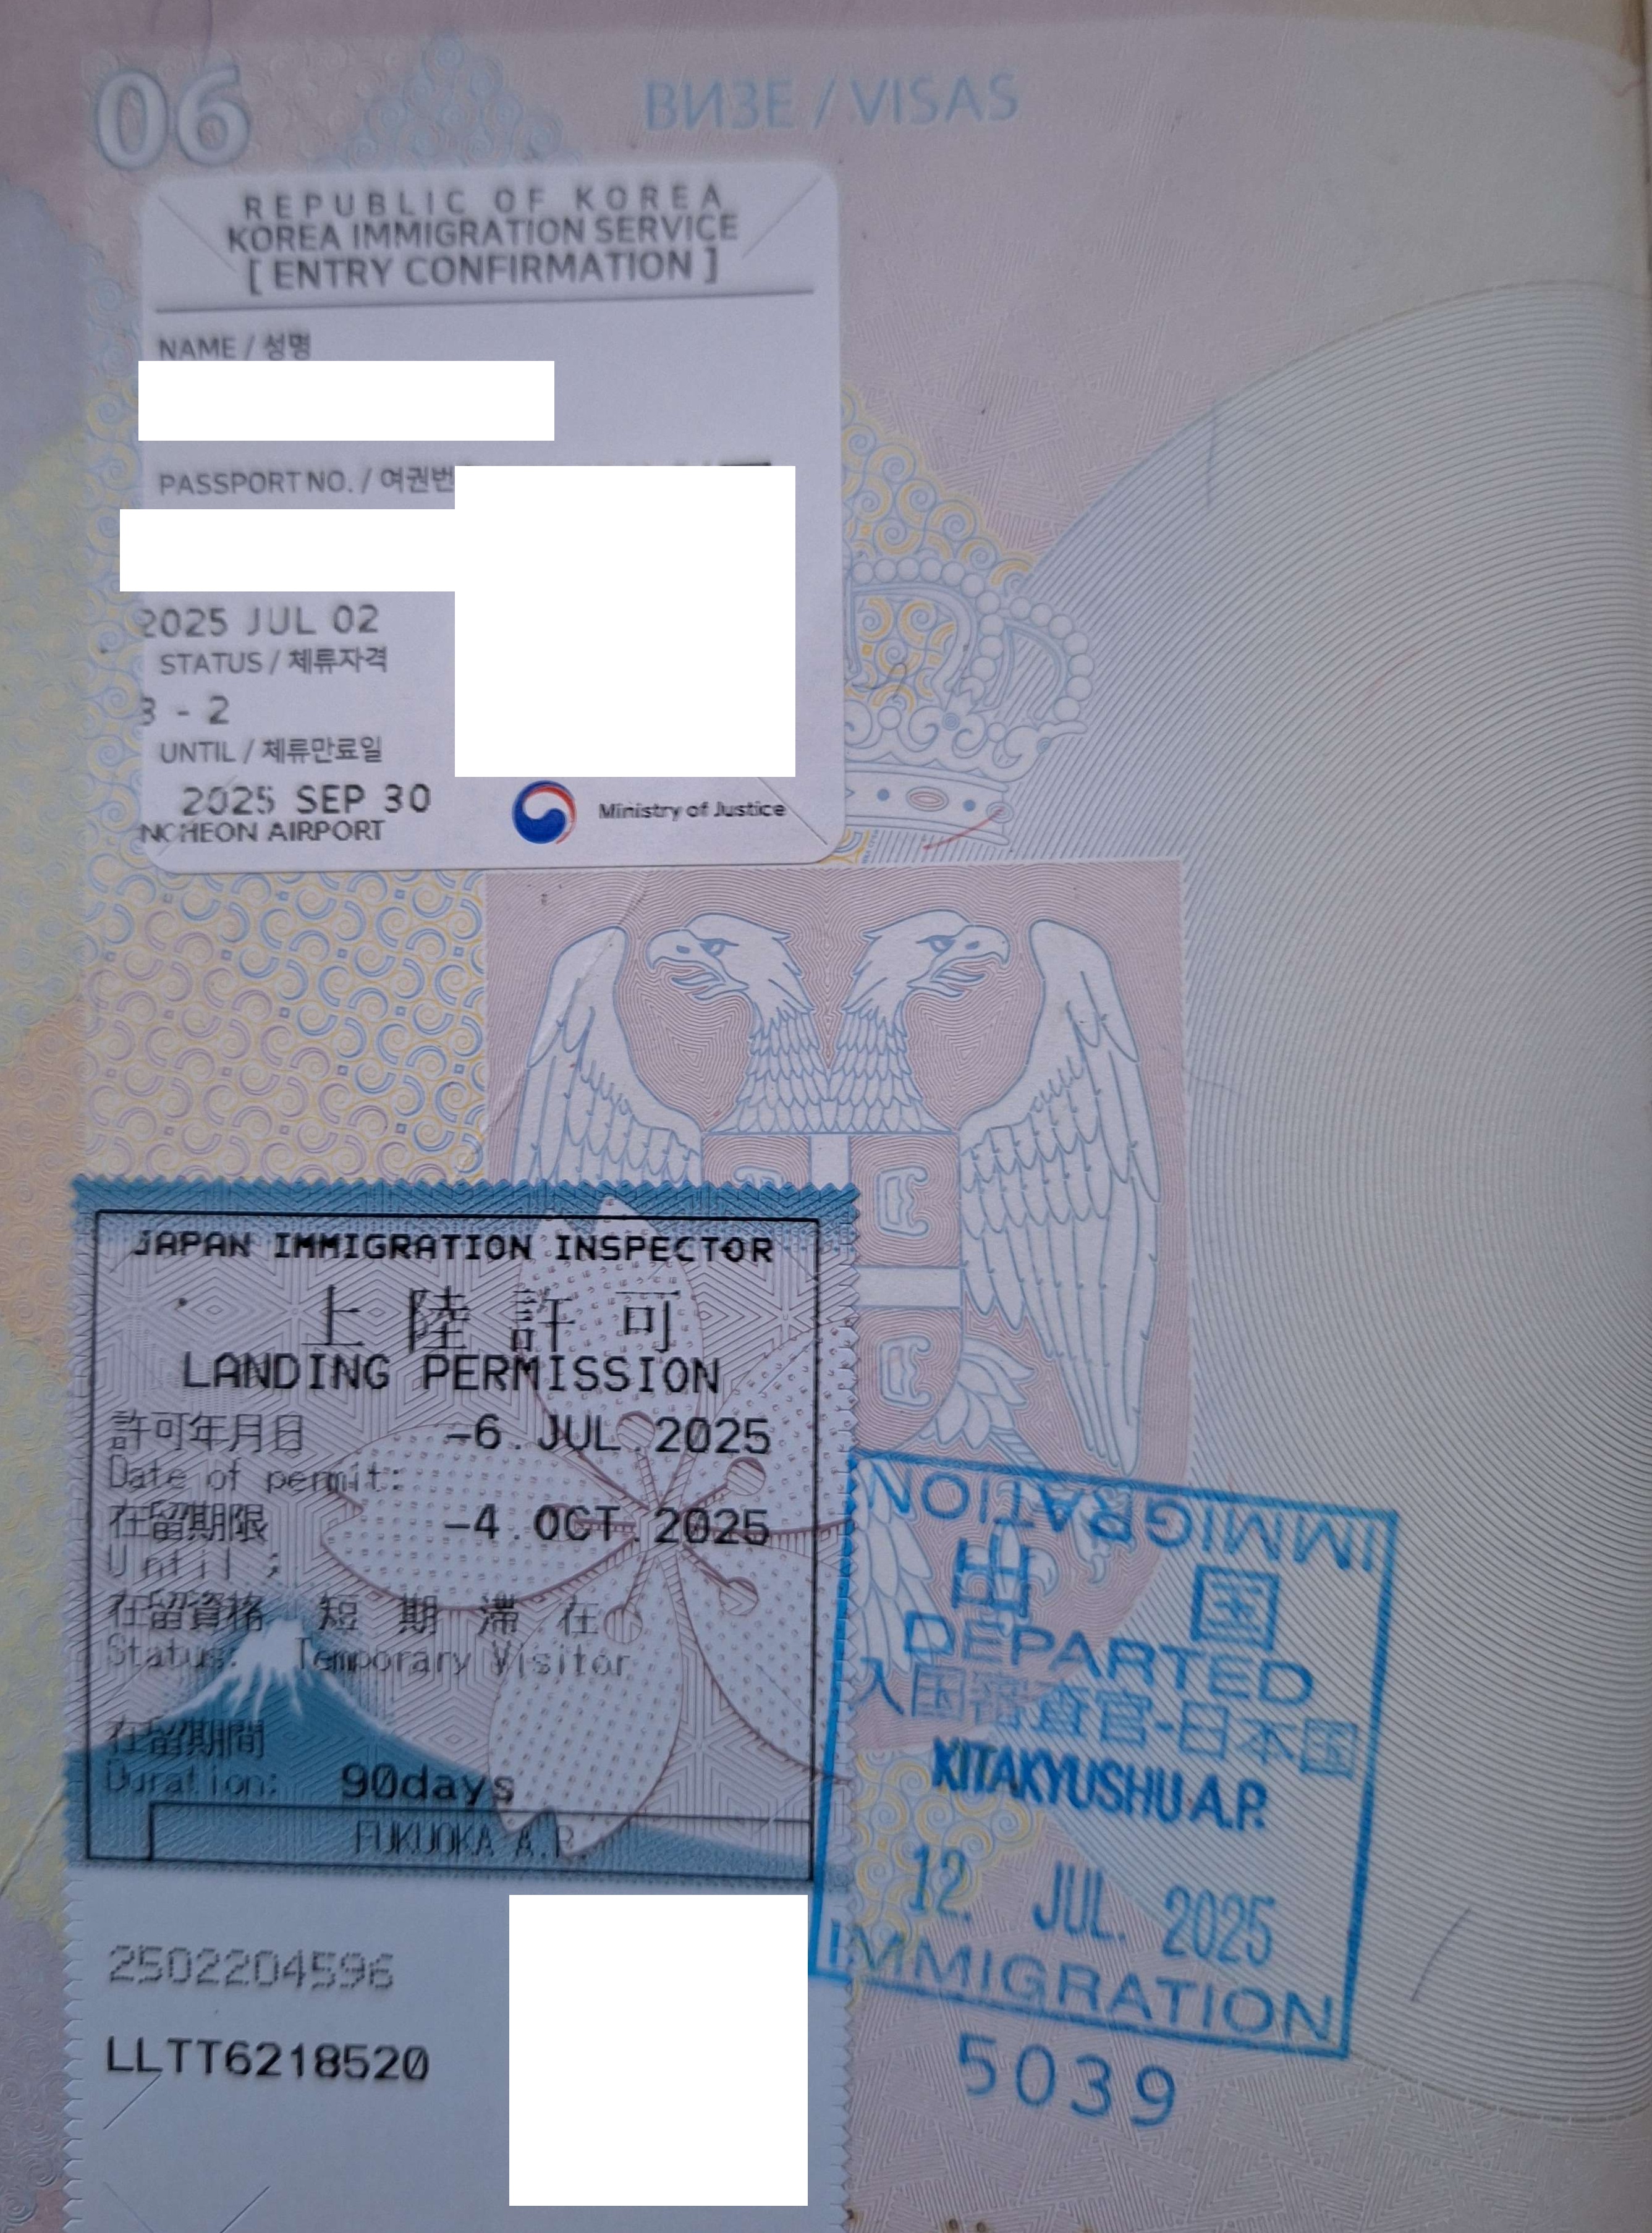 06
ВИЗЕ / VISAS
REPUBLIC OF KOREA
KOREA IMMIGRATION SERVICE
[ ENTRY CONFIRMATION ]
NAME / 성명
PASSPORT NO. / 여권번
2025 JUL 02
STATUS / 체류자격
- 2
UNTIL / 체류만료일
2025 SEP 30
NCHEON AIRPORT
Ministry of Justice
JAPAN IMMIGRATION INSPECTOR
上陸許可
LANDING PERMISSION
許可年月日 -6.JUL.2025
Date of permit:
在留期限 -4.OCT.2025
Until ;
在留資格 短期滞在
Status: Temporary Visitor
在留期間
Duration: 90days
FUKUOKA A.P.
2502204596
LLTT6218520
IMMIGRATION
出 国
DEPARTED
入国審査官-日本国
KITAKYUSHU A.P.
12. JUL. 2025
IMMIGRATION
5039